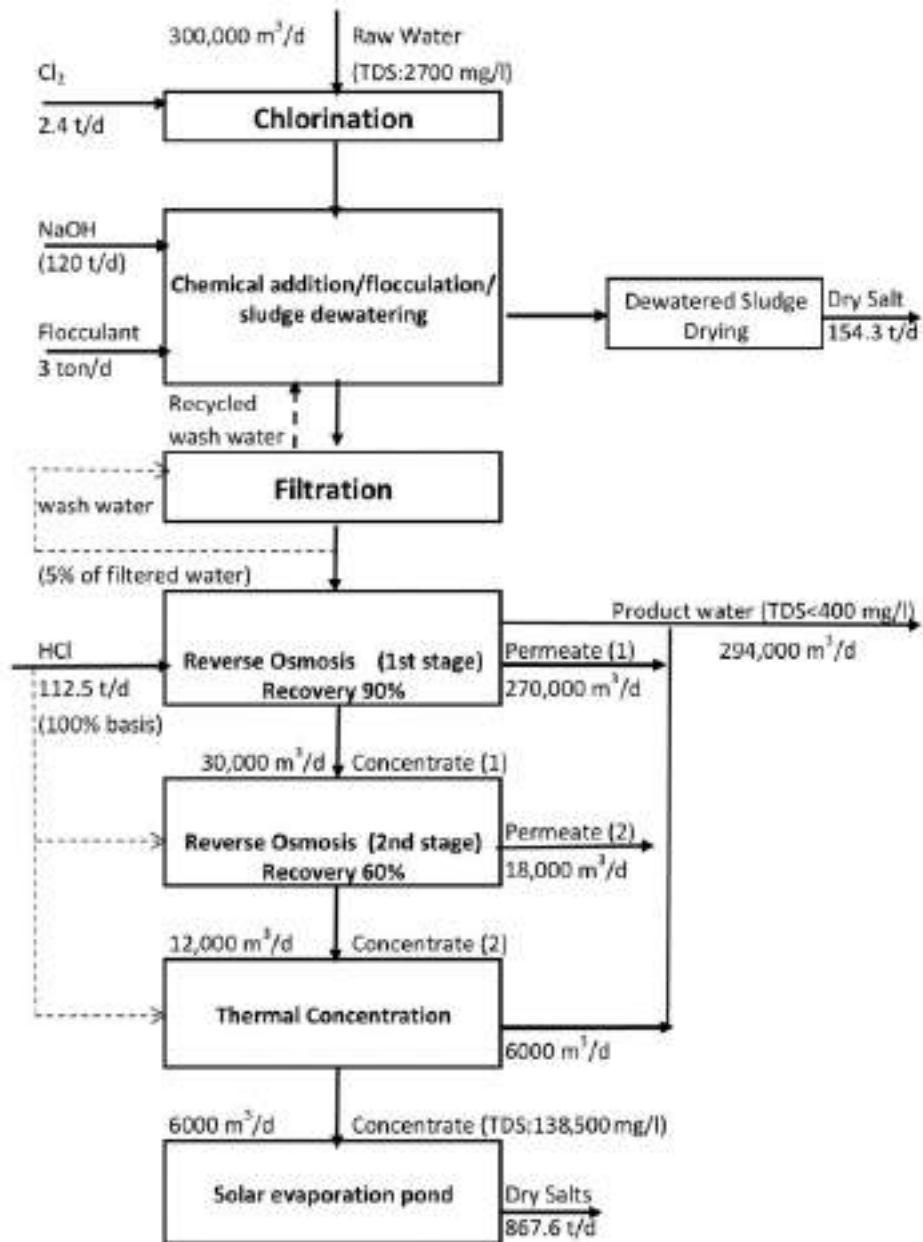 300,000 m³/d
Raw Water
(TDS:2700 mg/l)
Cl₂
2.4 t/d
Chlorination
NaOH
(120 t/d)
Flocculant
3 ton/d
Chemical addition/flocculation/
sludge dewatering
Dewatered Sludge
Drying
Dry Salt
154.3 t/d
Recycled
wash water
Filtration
wash water
(5% of filtered water)
Product water (TDS<400 mg/l)
294,000 m³/d
HCl
112.5 t/d
(100% basis)
Reverse Osmosis (1st stage)
Recovery 90%
Permeate (1)
270,000 m³/d
30,000 m³/d
Concentrate (1)
Reverse Osmosis (2nd stage)
Recovery 60%
Permeate (2)
18,000 m³/d
12,000 m³/d
Concentrate (2)
Thermal Concentration
6000 m³/d
6000 m³/d
Concentrate (TDS:138,500 mg/l)
Solar evaporation pond
Dry Salts
867.6 t/d